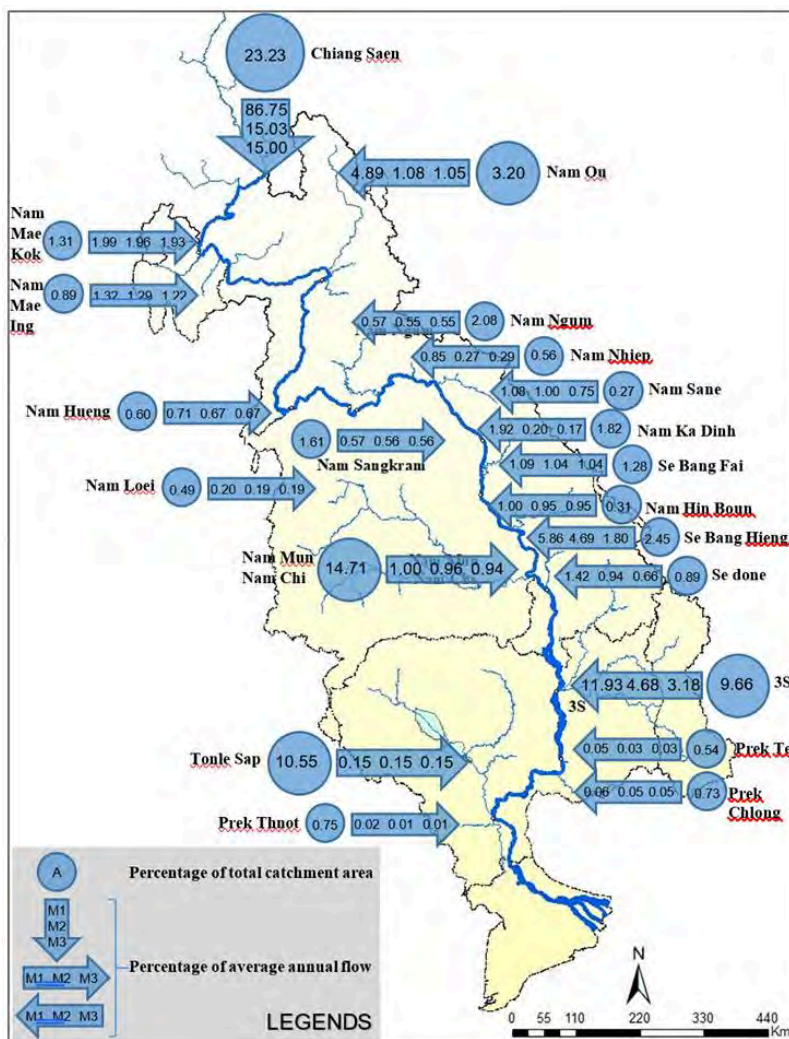 23.23 Chiang Saen
86.75
15.03
15.00
4.89 1.08 1.05 3.20 Nam Ou
Nam
Mae
Kok
1.31 1.99 1.96 1.93
Nam
Mae
Ing
0.89 1.32 1.29 1.22
0.57 0.55 0.55 2.08 Nam Ngum
0.85 0.27 0.29 0.56 Nam Nhiep
1.08 1.00 0.75 0.27 Nam Sane
Nam Hueng 0.60 0.71 0.67 0.67
1.92 0.20 0.17 1.82 Nam Ka Dinh
1.61 0.57 0.56 0.56
Nam Sangkram
1.09 1.04 1.04 1.28 Se Bang Fai
Nam Loei 0.49 0.20 0.19 0.19
1.00 0.95 0.95 0.31 Nam Hin Boun
5.86 4.69 1.80 2.45 Se Bang Hieng
Nam Mun
Nam Chi
14.71 1.00 0.96 0.94
1.42 0.94 0.66 0.89 Se done
11.93 4.68 3.18 9.66 3S
3S
0.05 0.03 0.03 0.54 Prek Te
Tonle Sap 10.55 0.15 0.15 0.15
0.06 0.05 0.05 0.73 Prek
Chlong
Prek Thnot 0.75 0.02 0.01 0.01
A Percentage of total catchment area
M1
M2
M3
M1 M2 M3 Percentage of average annual flow
M1 M2 M3
LEGENDS
N
0 55 110 220 330 440
Km